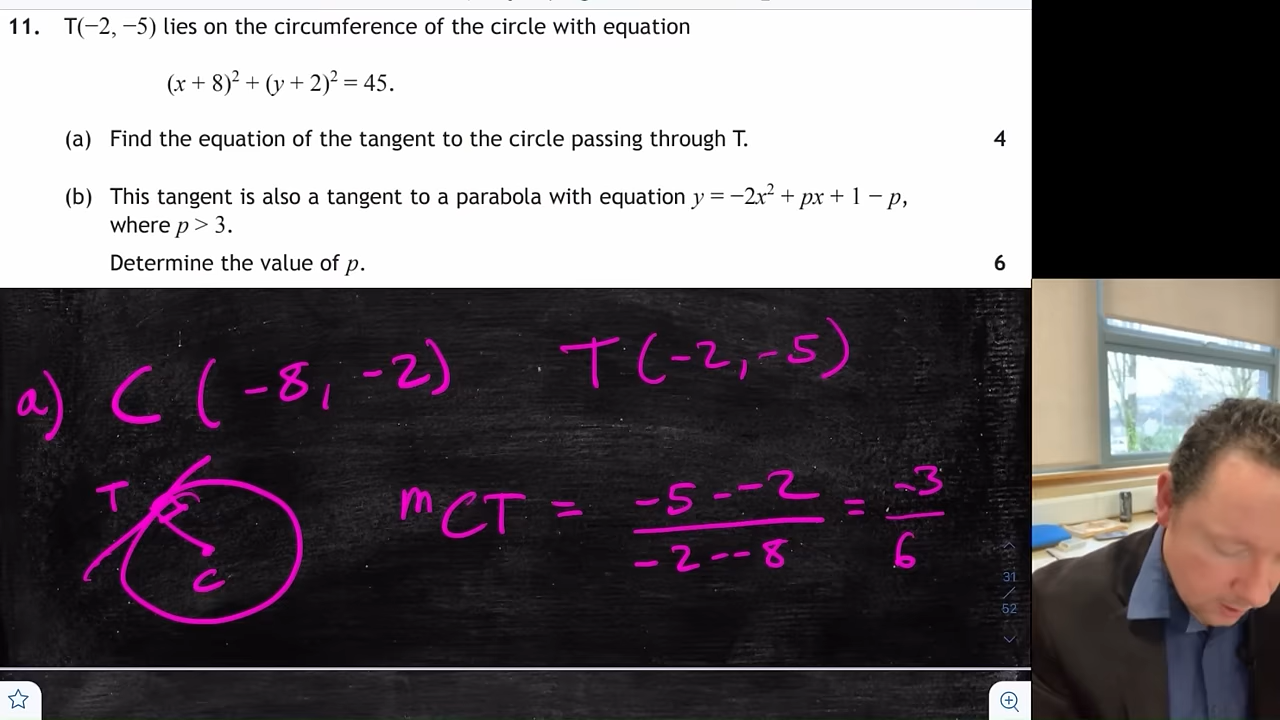 11. T(−2, −5) lies on the circumference of the circle with equation
(x + 8)² + (y + 2)² = 45.
(a) Find the equation of the tangent to the circle passing through T. 4
(b) This tangent is also a tangent to a parabola with equation y = −2x² + px + 1 − p,
where p > 3.
Determine the value of p. 6
a) C (-8, -2) T (-2, -5)
T
C
mCT = -5 - -2 / -2 - -8 = -3 / 6
31
/
52